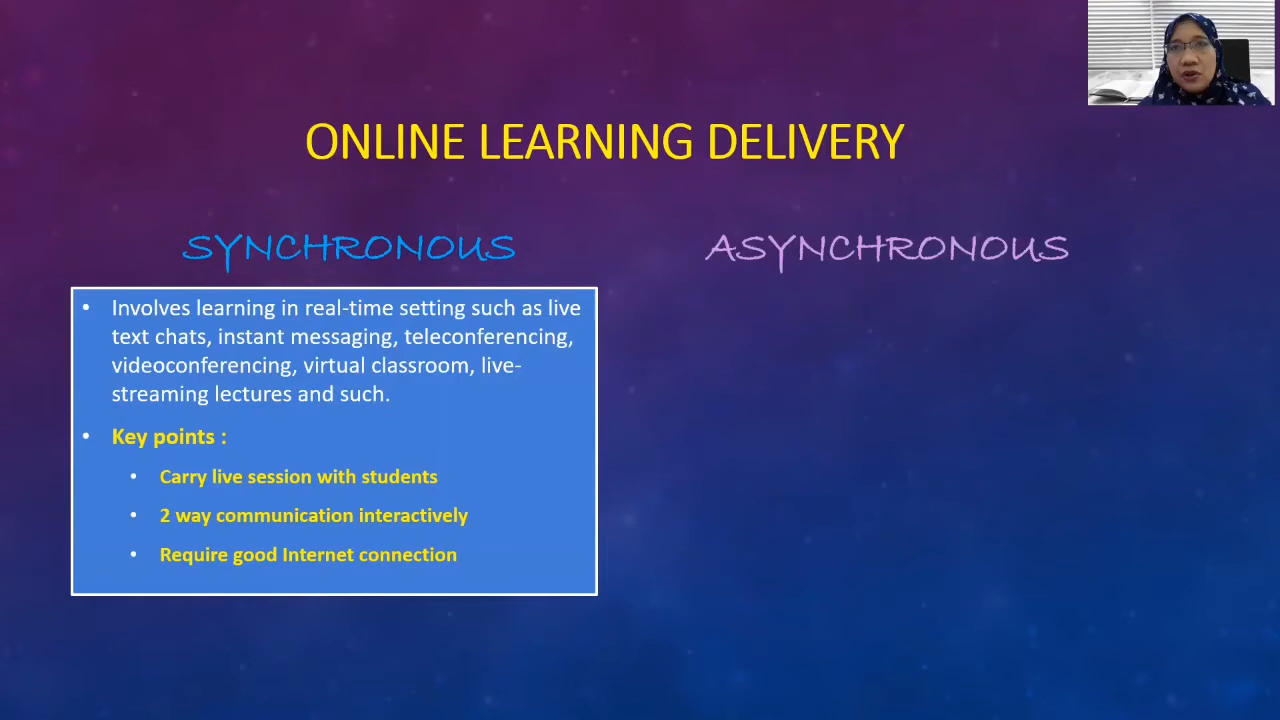 ONLINE LEARNING DELIVERY
SYNCHRONOUS
ASYNCHRONOUS
• Involves learning in real-time setting such as live
text chats, instant messaging, teleconferencing,
videoconferencing, virtual classroom, live-
streaming lectures and such.
• Key points :
• Carry live session with students
• 2 way communication interactively
• Require good Internet connection